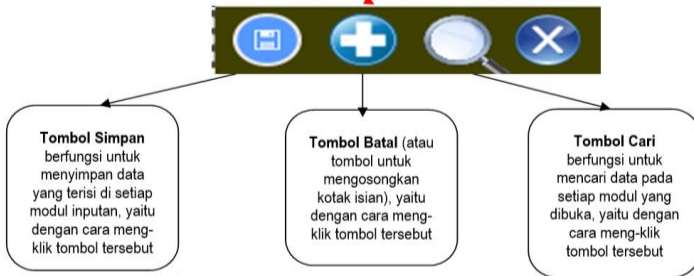 Tombol Simpan
berfungsi untuk
menyimpan data
yang terisi di setiap
modul inputan, yaitu
dengan cara meng-
klik tombol tersebut
Tombol Batal (atau
tombol untuk
mengosongkan
kotak isian), yaitu
dengan cara meng-
klik tombol tersebut
Tombol Cari
berfungsi untuk
mencari data pada
setiap modul yang
dibuka, yaitu dengan
cara meng-klik
tombol tersebut